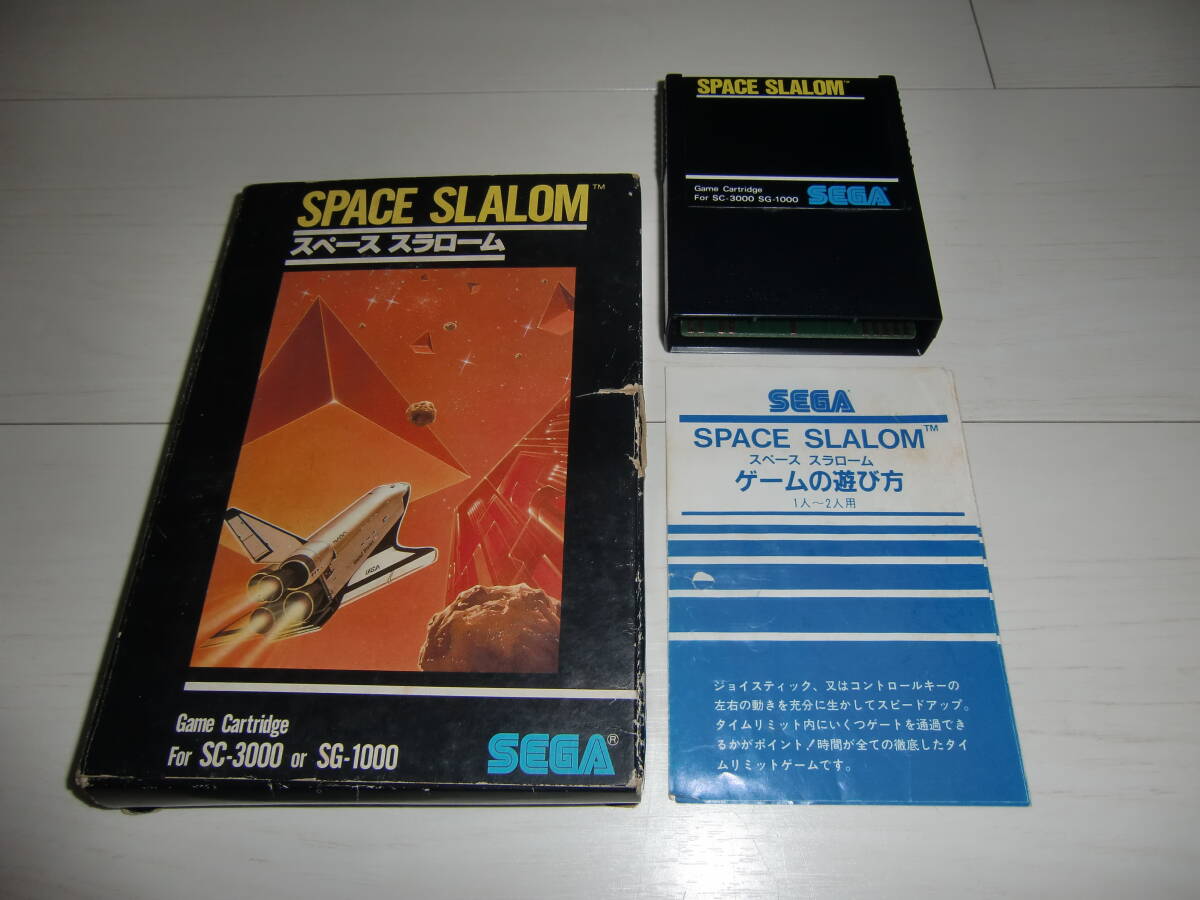 SPACE SLALOM™
スペース スラローム
Game Cartridge
For SC-3000 or SG-1000
SEGA®
SPACE SLALOM™
Game Cartridge
For SC-3000 SG-1000
SEGA
SEGA
SPACE SLALOM™
スペース スラローム
ゲームの遊び方
1人〜2人用
ジョイスティック、又はコントロールキーの
左右の動きを充分に生かしてスピードアップ。
タイムリミット内にいくつゲートを通過でき
るかがポイント!時間が全ての徹底したタイ
ムリミットゲームです。